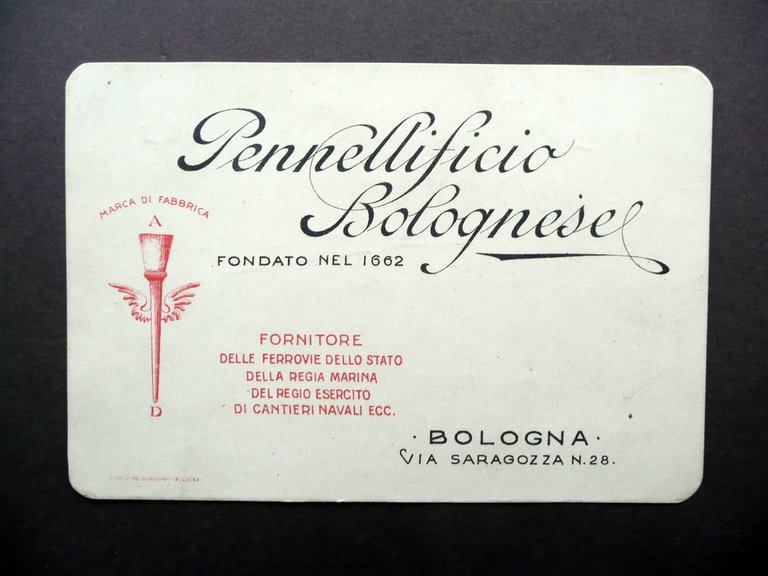 Pennellificio
Bolognese
FONDATO NEL 1662
MARCA DI FABBRICA
A
D
FORNITORE
DELLE FERROVIE DELLO STATO
DELLA REGIA MARINA
DEL REGIO ESERCITO
DI CANTIERI NAVALI ECC.
· BOLOGNA ·
VIA SARAGOZZA N. 28.
BOLOGNA